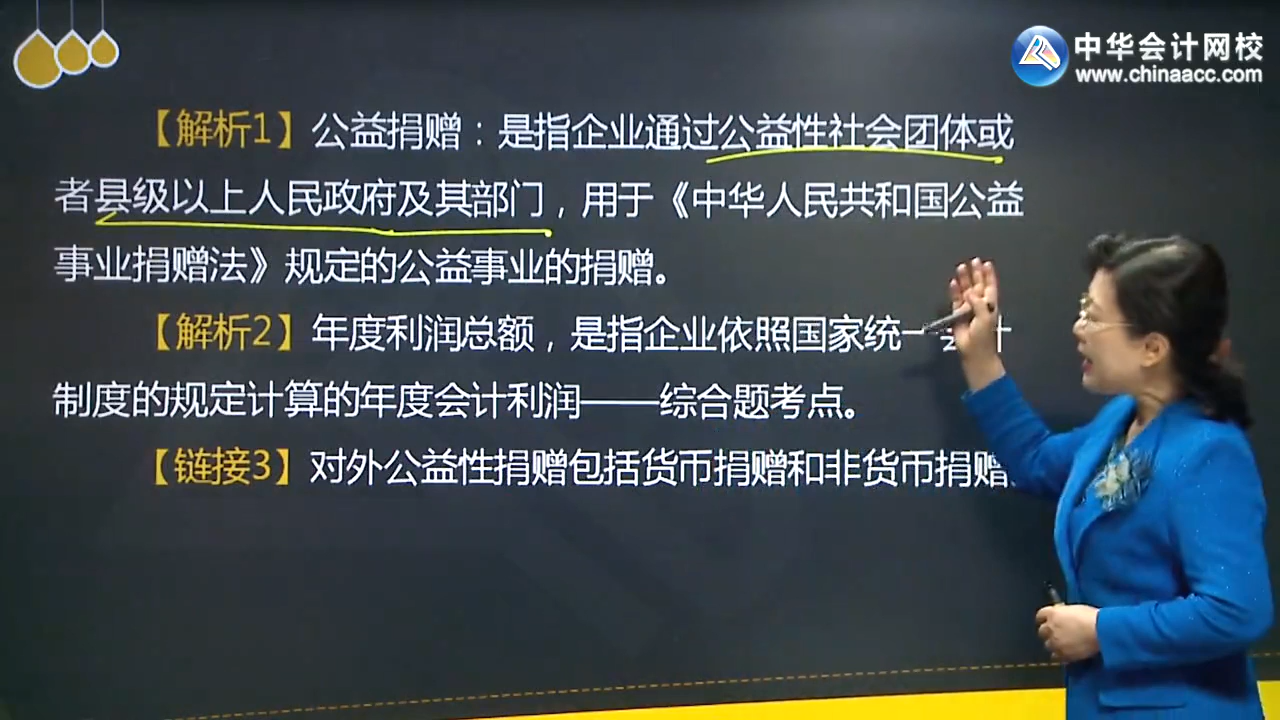 中华会计网校
www.chinaacc.com
【解析1】公益捐赠：是指企业通过公益性社会团体或
者县级以上人民政府及其部门，用于《中华人民共和国公益
事业捐赠法》规定的公益事业的捐赠。
【解析2】年度利润总额，是指企业依照国家统一会计
制度的规定计算的年度会计利润——综合题考点。
【链接3】对外公益性捐赠包括货币捐赠和非货币捐赠